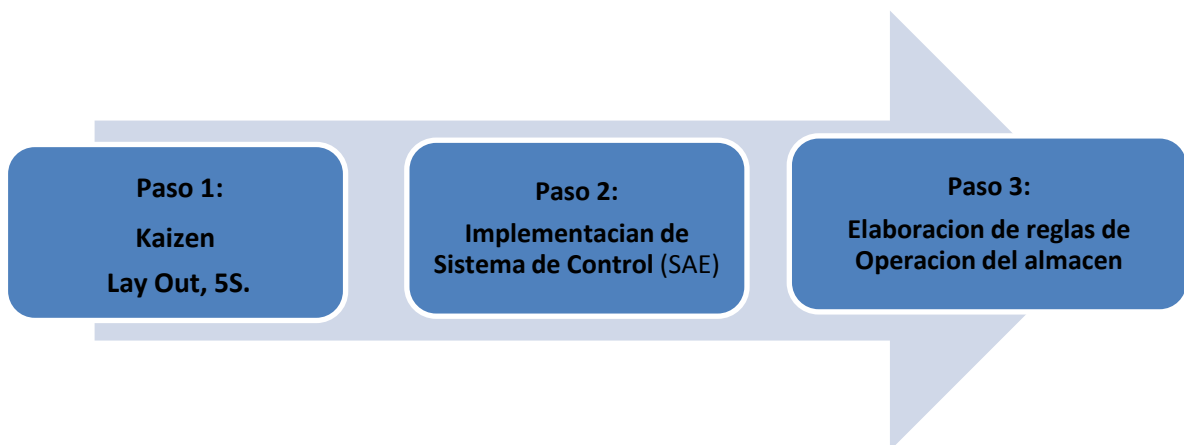 Paso 1:
Kaizen
Lay Out, 5S.
Paso 2:
Implementacian de
Sistema de Control (SAE)
Paso 3:
Elaboracion de reglas de
Operacion del almacen